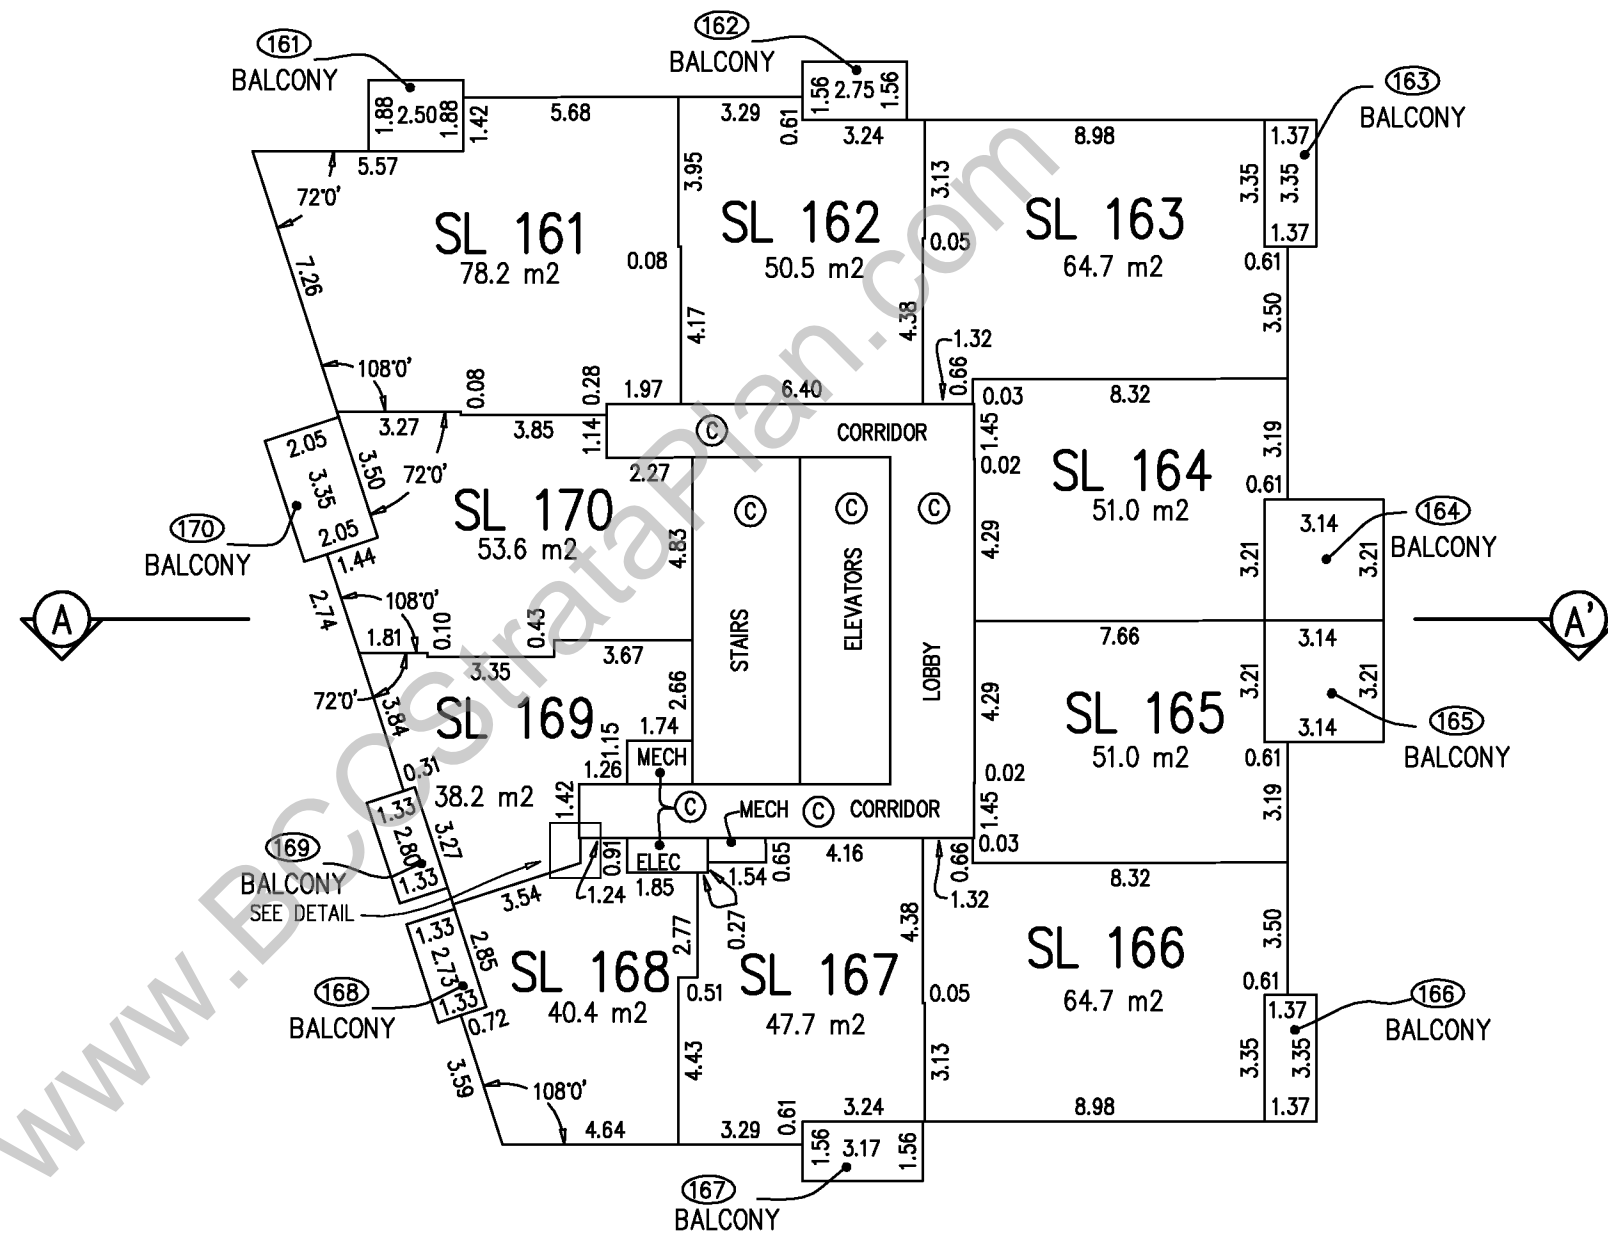 161
BALCONY
162
BALCONY
163
BALCONY
1.88
2.50
1.88
1.42
5.68
3.29
0.61
1.56
2.75
1.56
3.24
8.98
1.37
5.57
72°0'
3.95
3.13
3.35
3.35
1.37
SL 161
78.2 m2
SL 162
50.5 m2
SL 163
64.7 m2
0.08
0.05
0.61
7.26
4.17
4.38
3.50
1.32
108°0'
0.08
0.28
1.97
6.40
0.66
0.03
8.32
3.27
3.85
1.14
C
CORRIDOR
1.45
3.19
2.05
3.50
72°0'
2.27
0.02
0.61
3.35
2.05
SL 170
53.6 m2
C
C
C
SL 164
51.0 m2
170
BALCONY
164
BALCONY
3.14
3.21
3.21
1.44
4.83
4.29
2.74
108°0'
STAIRS
ELEVATORS
LOBBY
A
A'
1.81
0.10
0.43
3.35
3.67
7.66
3.14
72°0'
3.84
2.66
4.29
3.21
3.21
SL 169
38.2 m2
SL 165
51.0 m2
165
BALCONY
3.14
1.74
1.15
MECH
1.26
0.02
0.61
0.31
1.42
C
MECH
C
CORRIDOR
1.45
3.19
1.33
2.80
3.27
1.33
169
BALCONY
SEE DETAIL
0.91
ELEC
0.65
4.16
0.66
0.03
3.54
1.24
1.85
1.54
1.32
8.32
1.33
2.85
2.73
1.33
2.77
0.27
4.38
3.50
SL 168
40.4 m2
SL 167
47.7 m2
SL 166
64.7 m2
168
BALCONY
0.72
0.51
0.05
0.61
166
BALCONY
1.37
3.59
4.43
3.13
3.35
3.35
108°0'
4.64
3.29
0.61
3.24
8.98
1.37
1.56
3.17
1.56
167
BALCONY
www.BCCStrataPlan.com